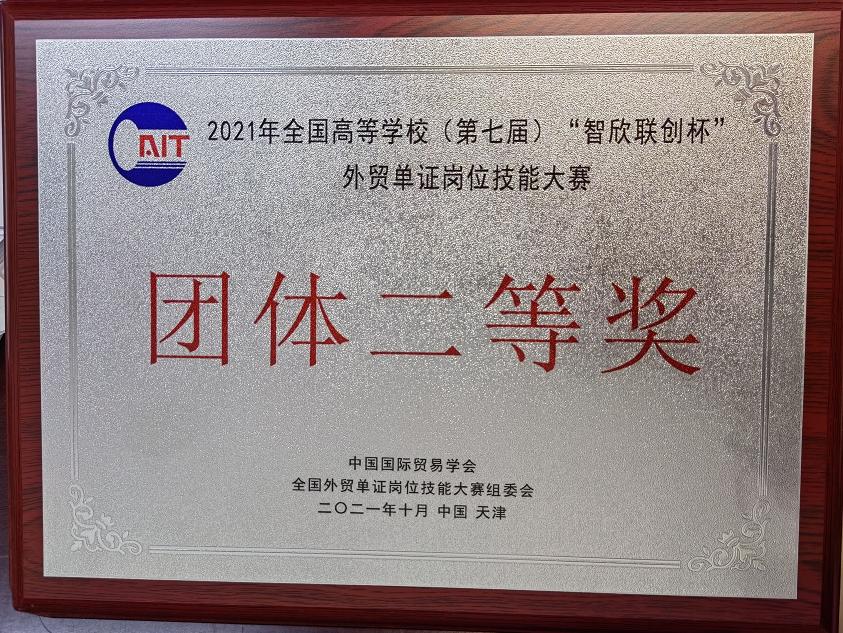 CAIT
2021年全国高等学校（第七届）“智欣联创杯”
外贸单证岗位技能大赛
团体二等奖
中国国际贸易学会
全国外贸单证岗位技能大赛组委会
二〇二一年十月 中国 天津